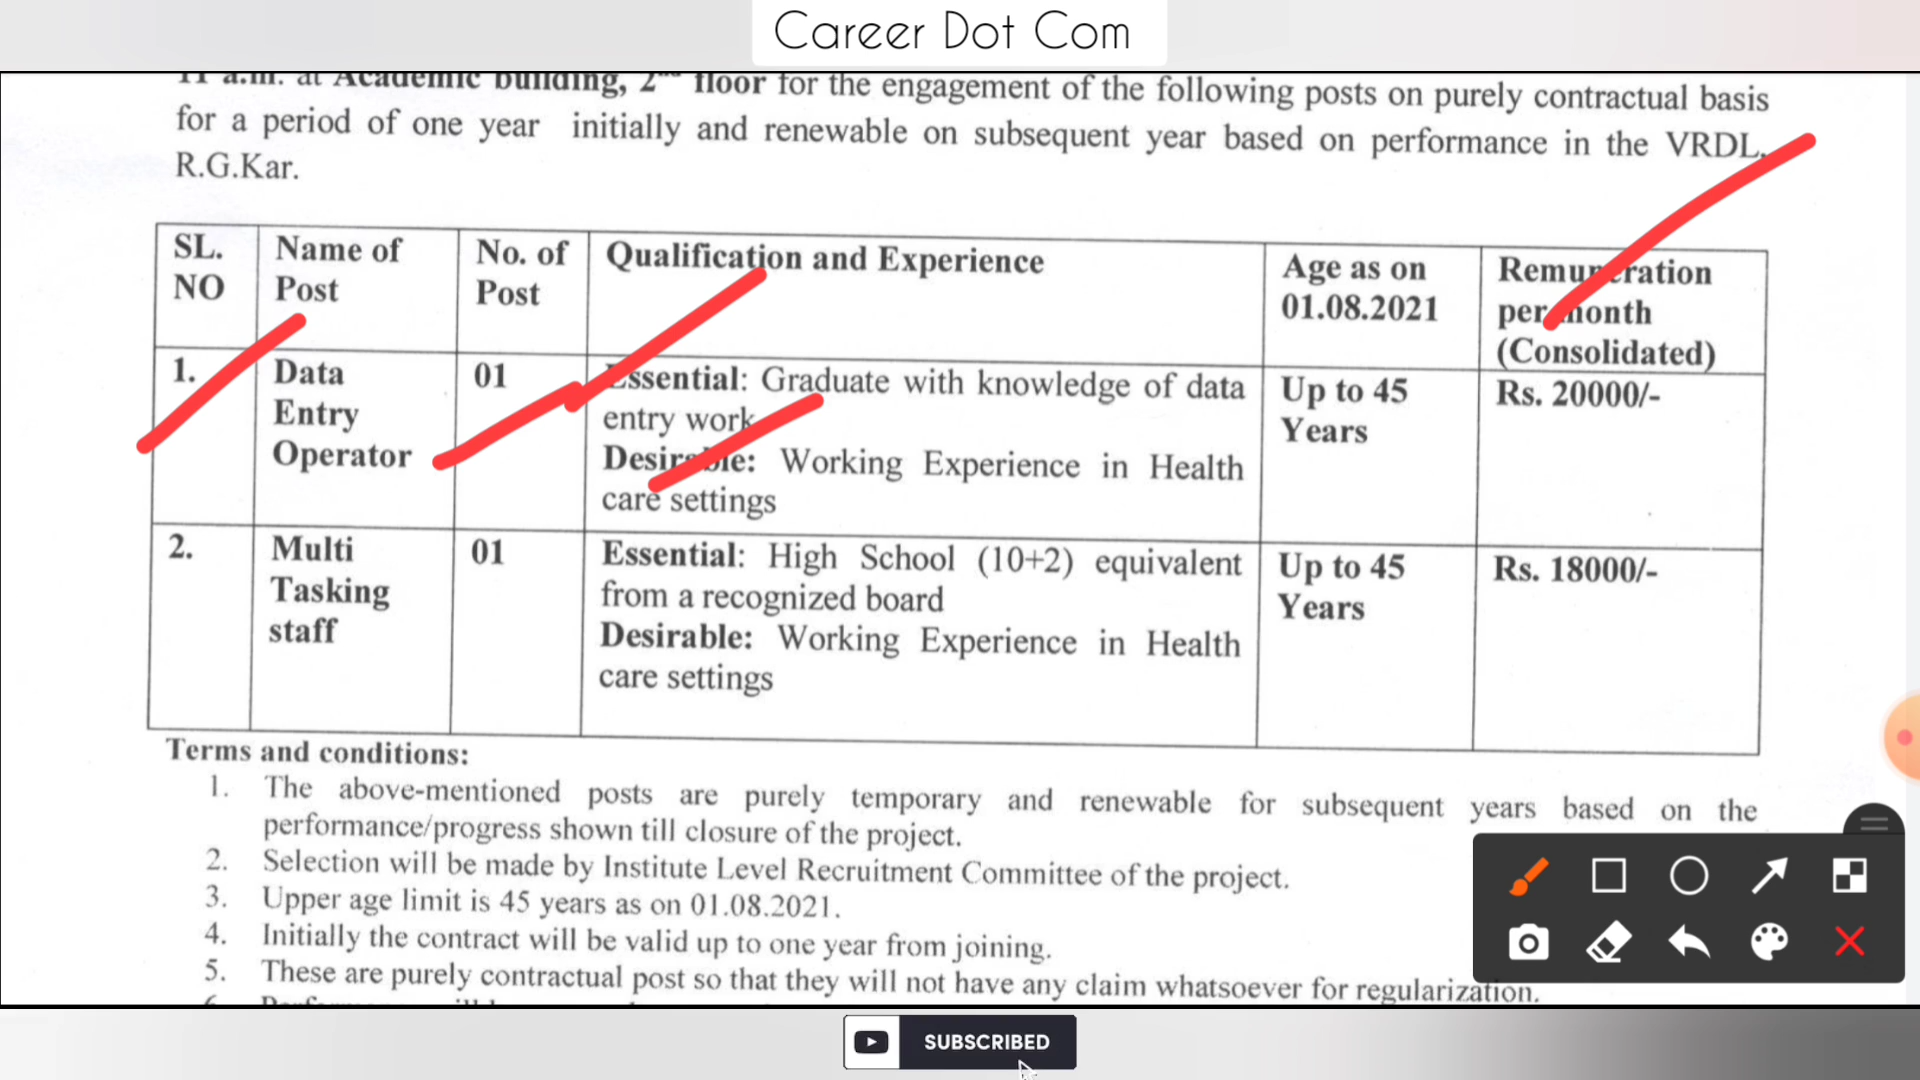 Career Dot Com
11 a.m. at Academic building, 2nd floor for the engagement of the following posts on purely contractual basis
for a period of one year initially and renewable on subsequent year based on performance in the VRDL,
R.G.Kar.
SL. NO
Name of Post
No. of Post
Qualification and Experience
Age as on 01.08.2021
Remuneration per month (Consolidated)
1.
Data Entry Operator
01
Essential: Graduate with knowledge of data
entry work
Desirable: Working Experience in Health
care settings
Up to 45 Years
Rs. 20000/-
2.
Multi Tasking staff
01
Essential: High School (10+2) equivalent
from a recognized board
Desirable: Working Experience in Health
care settings
Up to 45 Years
Rs. 18000/-
Terms and conditions:
1. The above-mentioned posts are purely temporary and renewable for subsequent years based on the
performance/progress shown till closure of the project.
2. Selection will be made by Institute Level Recruitment Committee of the project.
3. Upper age limit is 45 years as on 01.08.2021.
4. Initially the contract will be valid up to one year from joining.
5. These are purely contractual post so that they will not have any claim whatsoever for regularization.
SUBSCRIBED